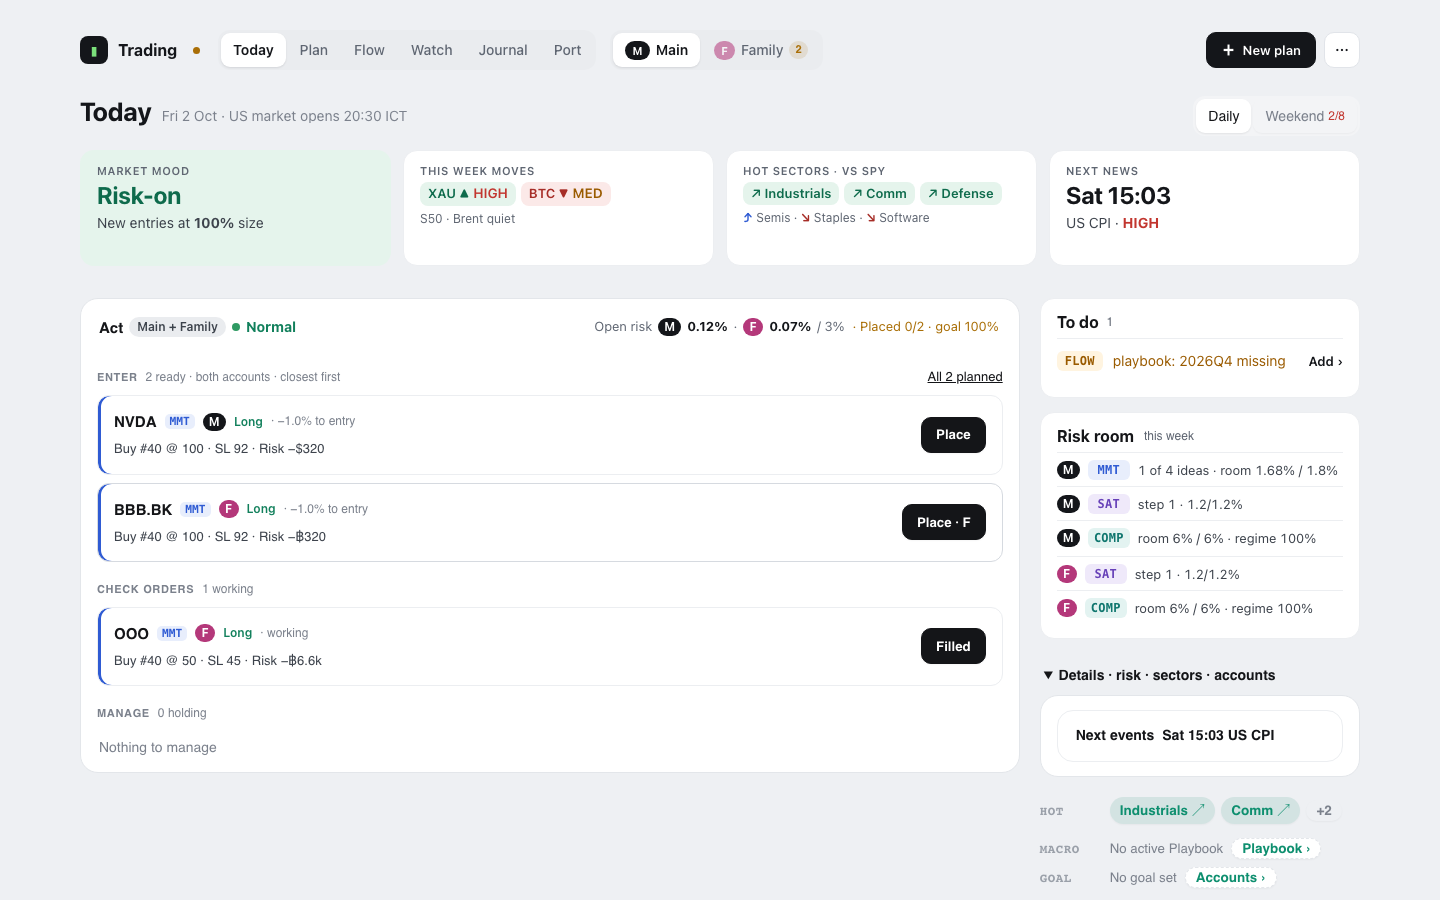 Trading Today Plan Flow Watch Journal Port M Main F Family 2 + New plan ...
Today Fri 2 Oct · US market opens 20:30 ICT Daily Weekend 2/8
MARKET MOOD
Risk-on
New entries at 100% size
THIS WEEK MOVES
XAU ▲ HIGH BTC ▼ MED
S50 · Brent quiet
HOT SECTORS · VS SPY
↗ Industrials ↗ Comm ↗ Defense
⤴ Semis · ↘ Staples · ↘ Software
NEXT NEWS
Sat 15:03
US CPI · HIGH
Act Main + Family Normal Open risk M 0.12% · F 0.07% / 3% · Placed 0/2 · goal 100%
ENTER 2 ready · both accounts · closest first All 2 planned
NVDA MMT M Long · −1.0% to entry
Buy #40 @ 100 · SL 92 · Risk −$320
Place
BBB.BK MMT F Long · −1.0% to entry
Buy #40 @ 100 · SL 92 · Risk −฿320
Place · F
CHECK ORDERS 1 working
OOO MMT F Long · working
Buy #40 @ 50 · SL 45 · Risk −฿6.6k
Filled
MANAGE 0 holding
Nothing to manage
To do 1
FLOW playbook: 2026Q4 missing Add ›
Risk room this week
M MMT 1 of 4 ideas · room 1.68% / 1.8%
M SAT step 1 · 1.2/1.2%
M COMP room 6% / 6% · regime 100%
F SAT step 1 · 1.2/1.2%
F COMP room 6% / 6% · regime 100%
▼ Details · risk · sectors · accounts
Next events Sat 15:03 US CPI
HOT Industrials ↗ Comm ↗ +2
MACRO No active Playbook Playbook ›
GOAL No goal set Accounts ›